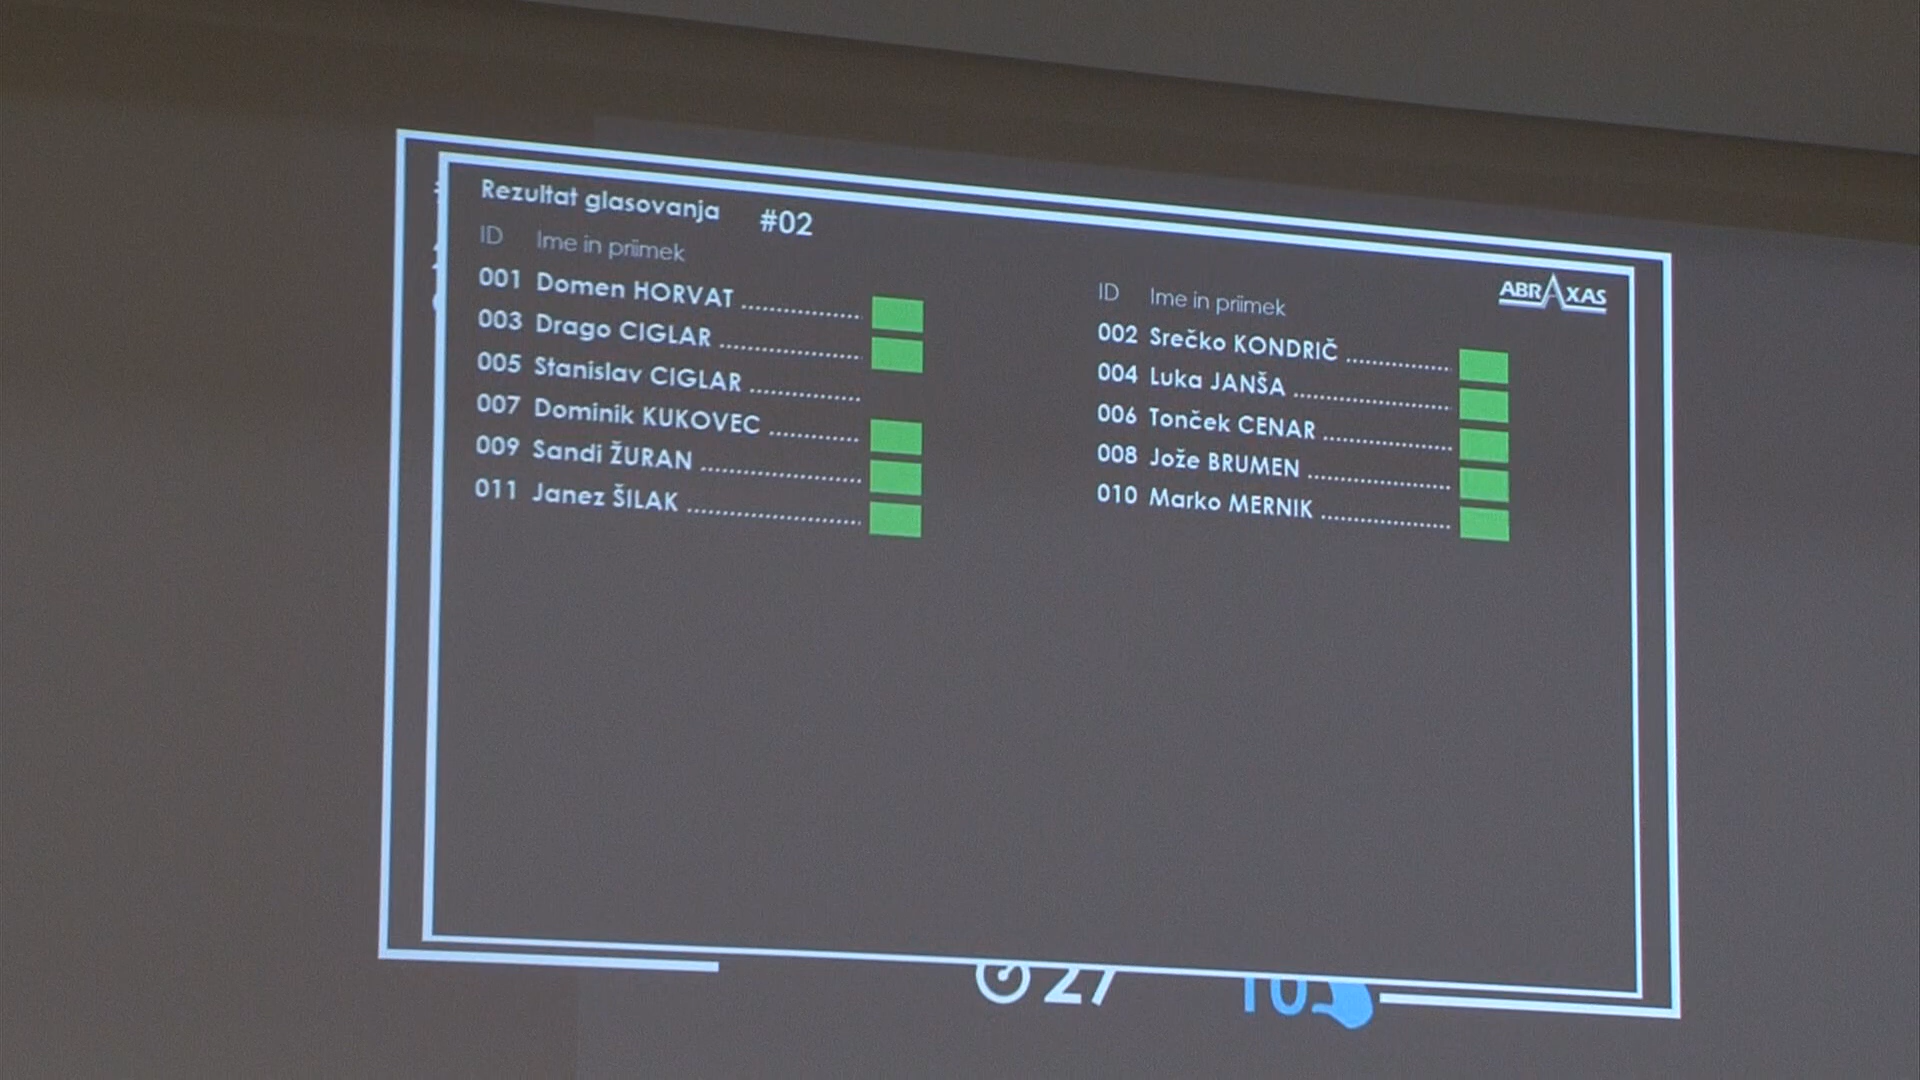 Rezultat glasovanja #02
ID Ime in priimek
001 Domen HORVAT
003 Drago CIGLAR
005 Stanislav CIGLAR
007 Dominik KUKOVEC
009 Sandi ŽURAN
011 Janez ŠILAK
ABRAXAS
ID Ime in priimek
002 Srečko KONDRIČ
004 Luka JANŠA
006 Tonček CENAR
008 Jože BRUMEN
010 Marko MERNIK
27
10